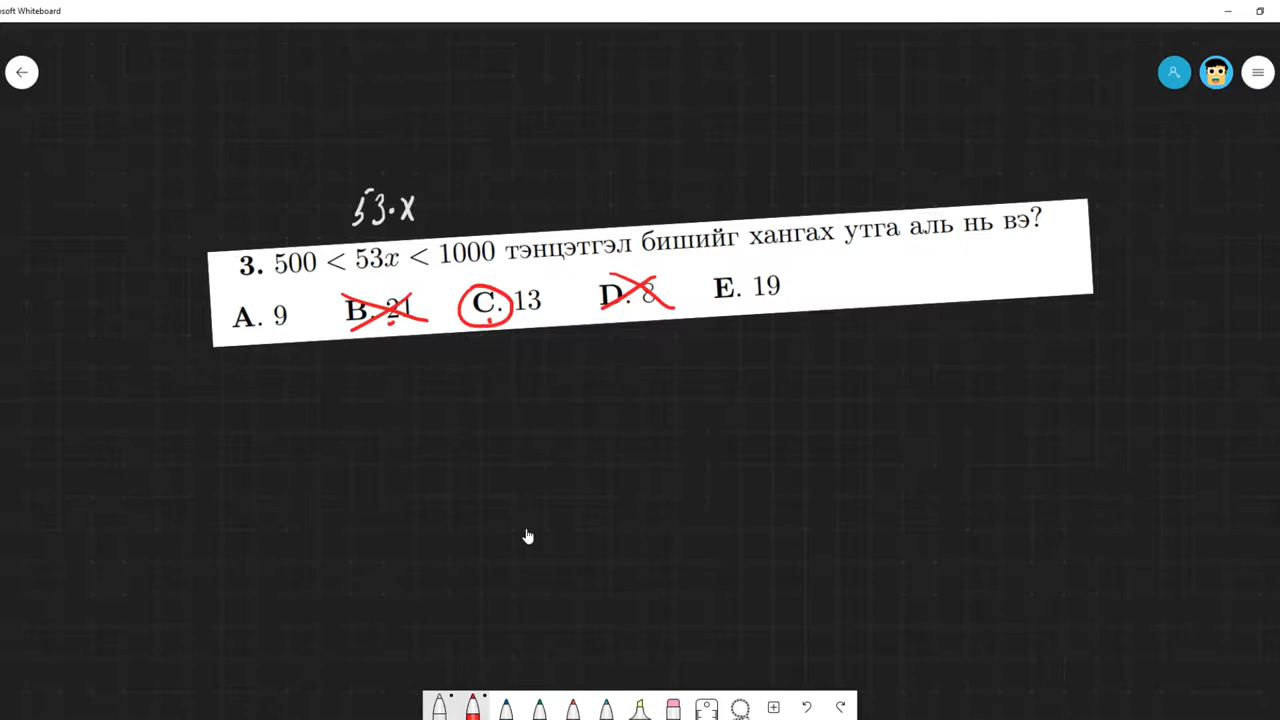 soft Whiteboard
53·x
3. 500 < 53x < 1000 тэнцэтгэл бишийг хангах утга аль нь вэ?
A. 9 B. 21 C. 13 D. 8 E. 19